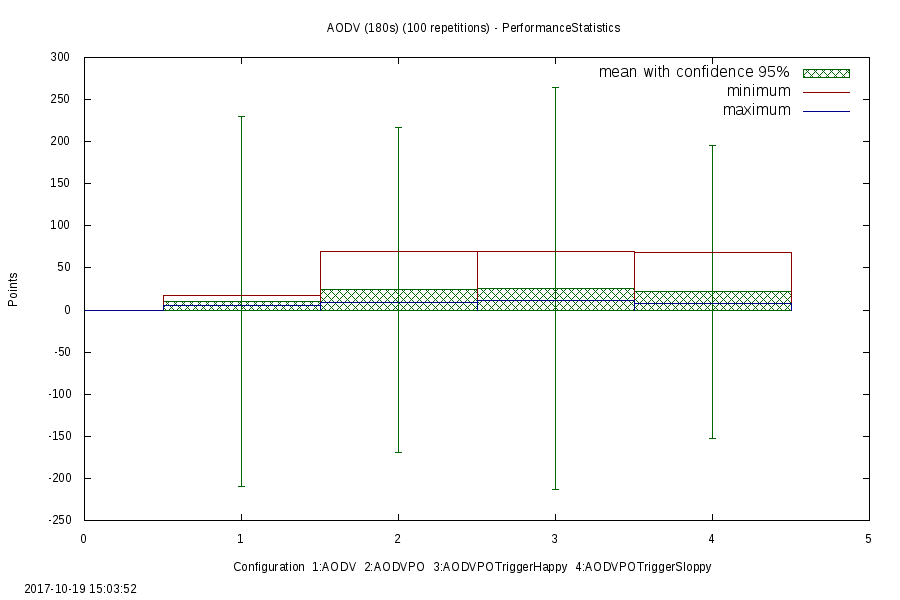 AODV (180s) (100 repetitions) - PerformanceStatistics
300
mean with confidence 95%
minimum
250
maximum
200
150
100
50
Points
0
-50
-100
-150
-200
-250
0 1 2 3 4 5
Configuration 1:AODV 2:AODVPO 3:AODVPOTriggerHappy 4:AODVPOTriggerSloppy
2017-10-19 15:03:52